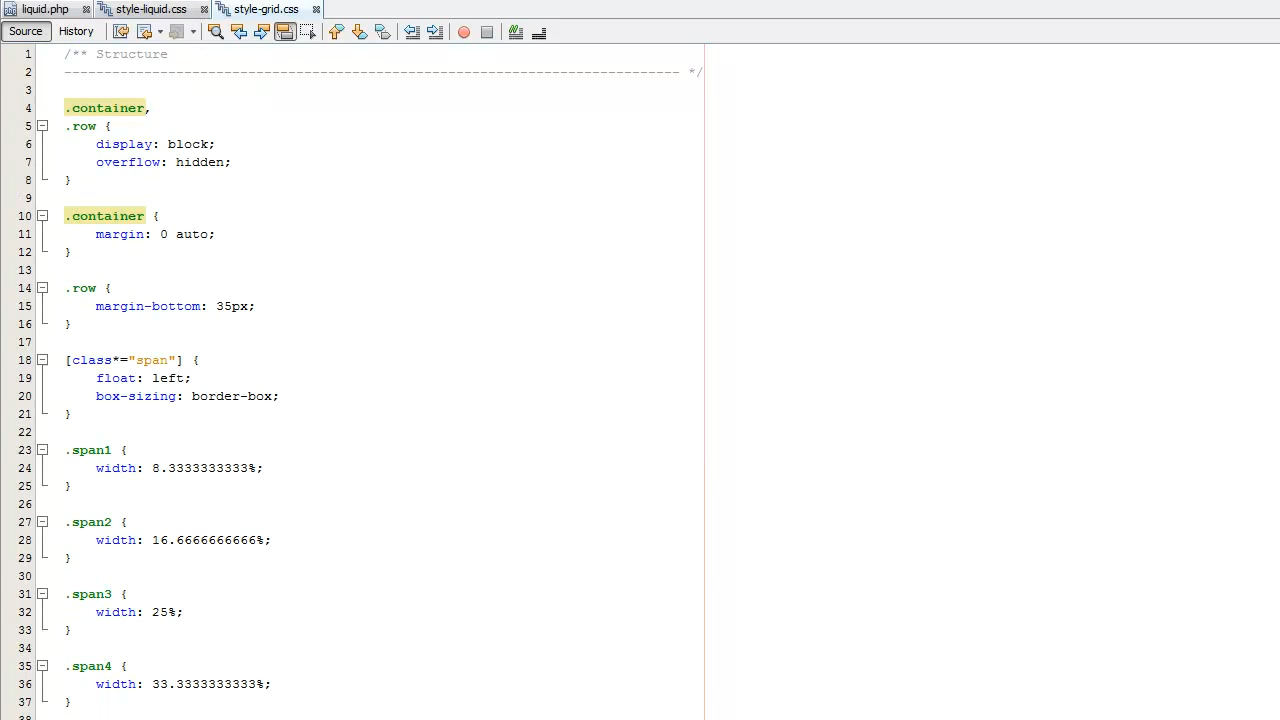 liquid.php style-liquid.css style-grid.css
Source History
1 /** Structure
2 ----------------------------------------------------------------------------- */
3
4 .container,
5 .row {
6 display: block;
7 overflow: hidden;
8 }
9
10 .container {
11 margin: 0 auto;
12 }
13
14 .row {
15 margin-bottom: 35px;
16 }
17
18 [class*="span"] {
19 float: left;
20 box-sizing: border-box;
21 }
22
23 .span1 {
24 width: 8.3333333333%;
25 }
26
27 .span2 {
28 width: 16.6666666666%;
29 }
30
31 .span3 {
32 width: 25%;
33 }
34
35 .span4 {
36 width: 33.3333333333%;
37 }
38